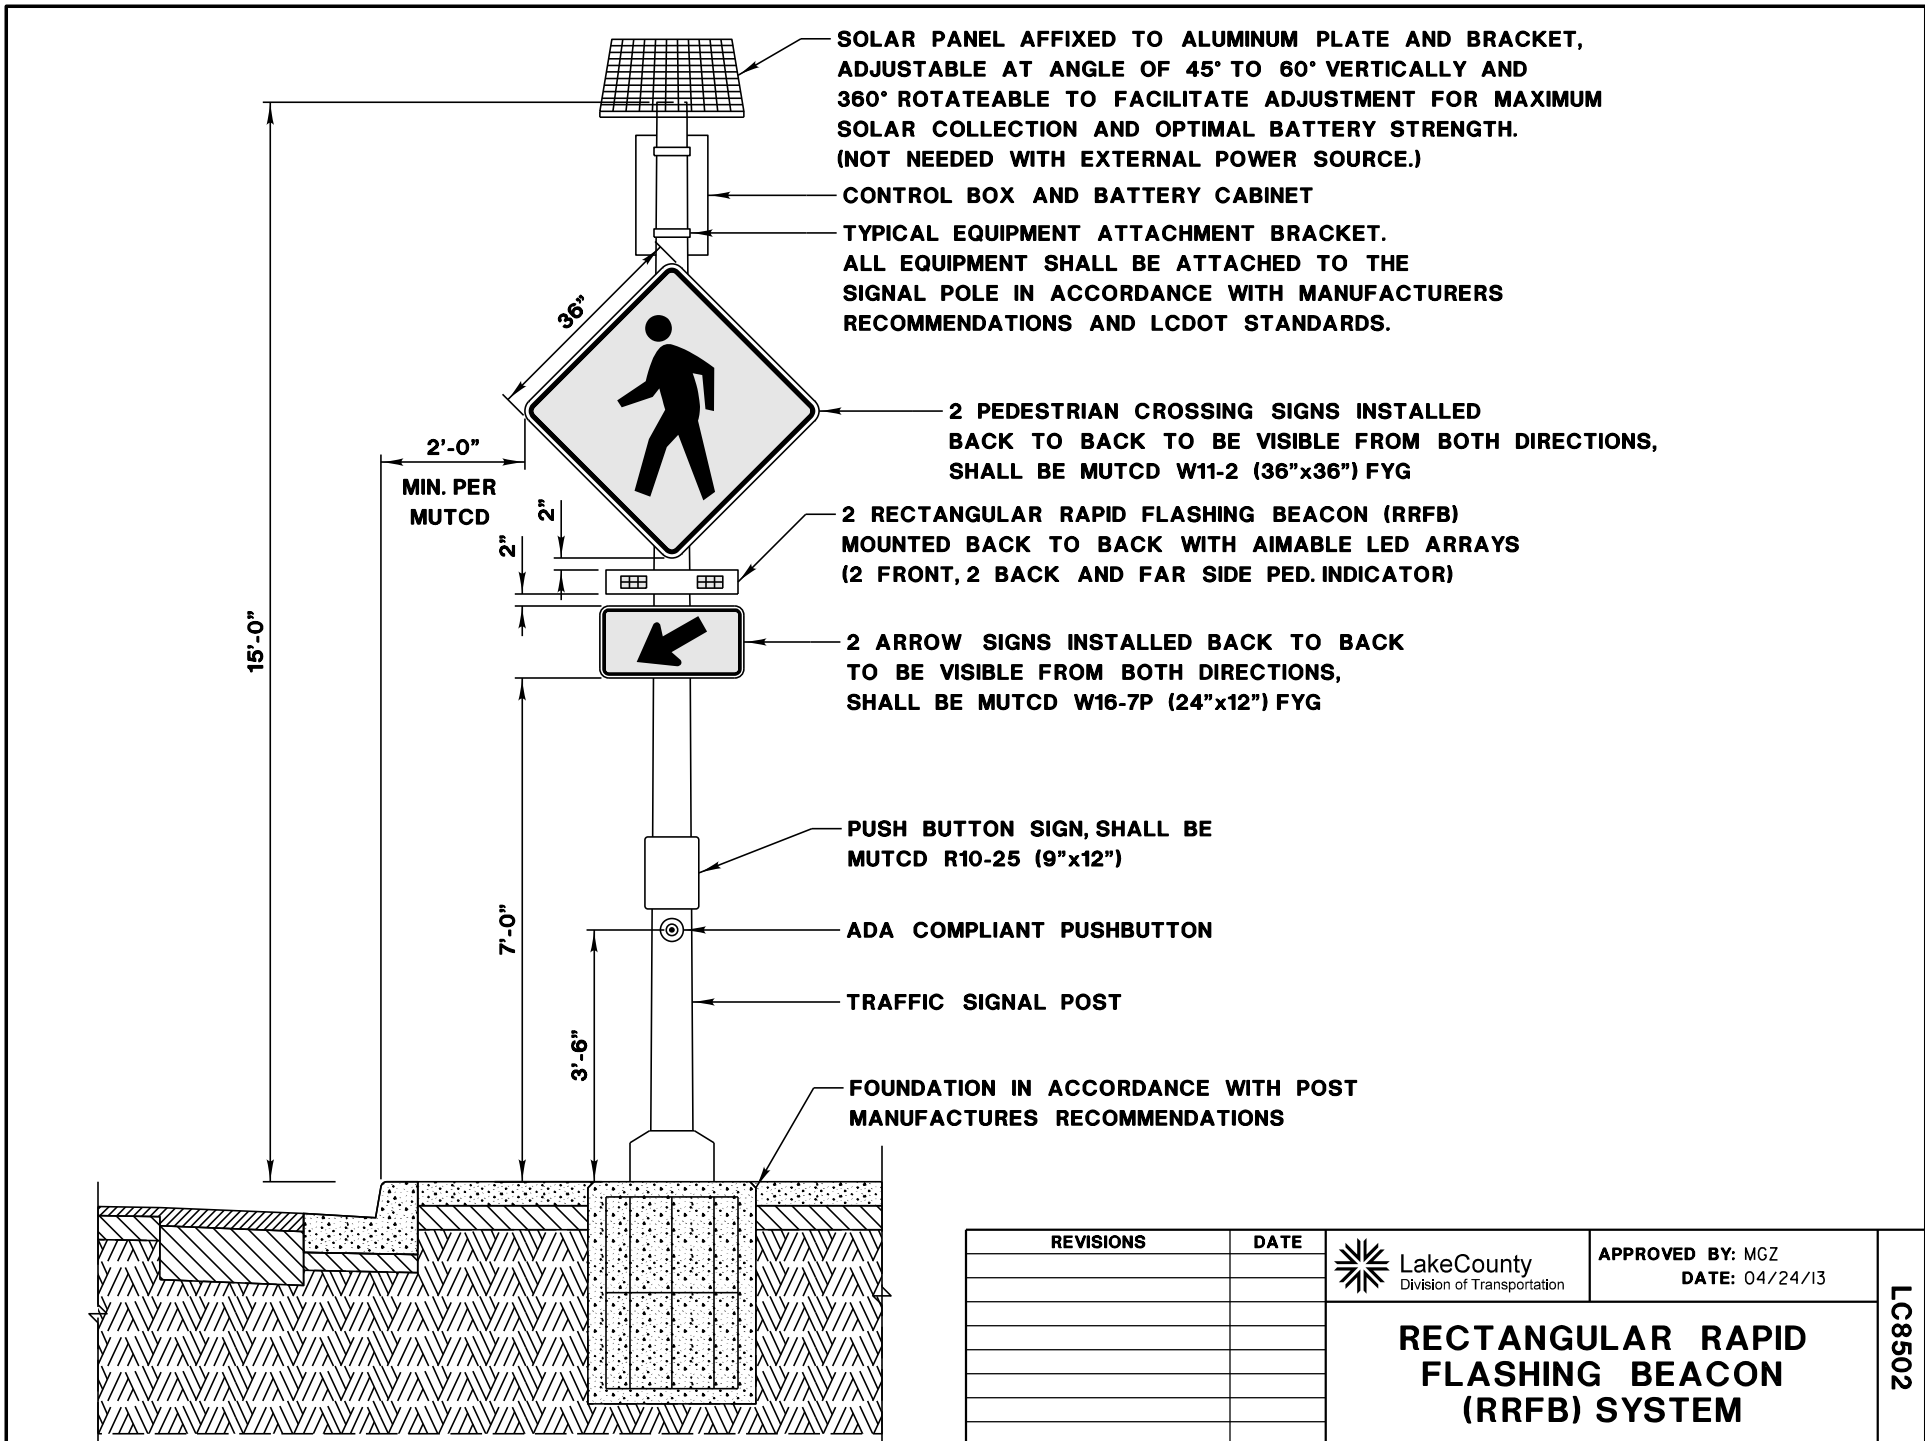 SOLAR PANEL AFFIXED TO ALUMINUM PLATE AND BRACKET,
ADJUSTABLE AT ANGLE OF 45° TO 60° VERTICALLY AND
360° ROTATEABLE TO FACILITATE ADJUSTMENT FOR MAXIMUM
SOLAR COLLECTION AND OPTIMAL BATTERY STRENGTH.
(NOT NEEDED WITH EXTERNAL POWER SOURCE.)
CONTROL BOX AND BATTERY CABINET
TYPICAL EQUIPMENT ATTACHMENT BRACKET.
ALL EQUIPMENT SHALL BE ATTACHED TO THE
SIGNAL POLE IN ACCORDANCE WITH MANUFACTURERS
RECOMMENDATIONS AND LCDOT STANDARDS.
36"
2 PEDESTRIAN CROSSING SIGNS INSTALLED
BACK TO BACK TO BE VISIBLE FROM BOTH DIRECTIONS,
SHALL BE MUTCD W11-2 (36"x36") FYG
2'-0"
MIN. PER
MUTCD
2"
2"
2 RECTANGULAR RAPID FLASHING BEACON (RRFB)
MOUNTED BACK TO BACK WITH AIMABLE LED ARRAYS
(2 FRONT, 2 BACK AND FAR SIDE PED. INDICATOR)
15'-0"
2 ARROW SIGNS INSTALLED BACK TO BACK
TO BE VISIBLE FROM BOTH DIRECTIONS,
SHALL BE MUTCD W16-7P (24"x12") FYG
PUSH BUTTON SIGN, SHALL BE
MUTCD R10-25 (9"x12")
7'-0"
ADA COMPLIANT PUSHBUTTON
TRAFFIC SIGNAL POST
3'-6"
FOUNDATION IN ACCORDANCE WITH POST
MANUFACTURES RECOMMENDATIONS
REVISIONS DATE
LakeCounty
Division of Transportation
APPROVED BY: MGZ
DATE: 04/24/13
RECTANGULAR RAPID
FLASHING BEACON
(RRFB) SYSTEM
LC8502